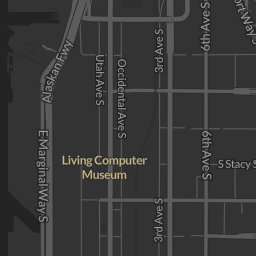 Alaskan Fwy
Utah Ave S
Occidental Ave S
3rd Ave S
6th Ave S
E Marginal Way S
Living Computer
Museum
6th Ave S
S Stacy S
3rd Ave S